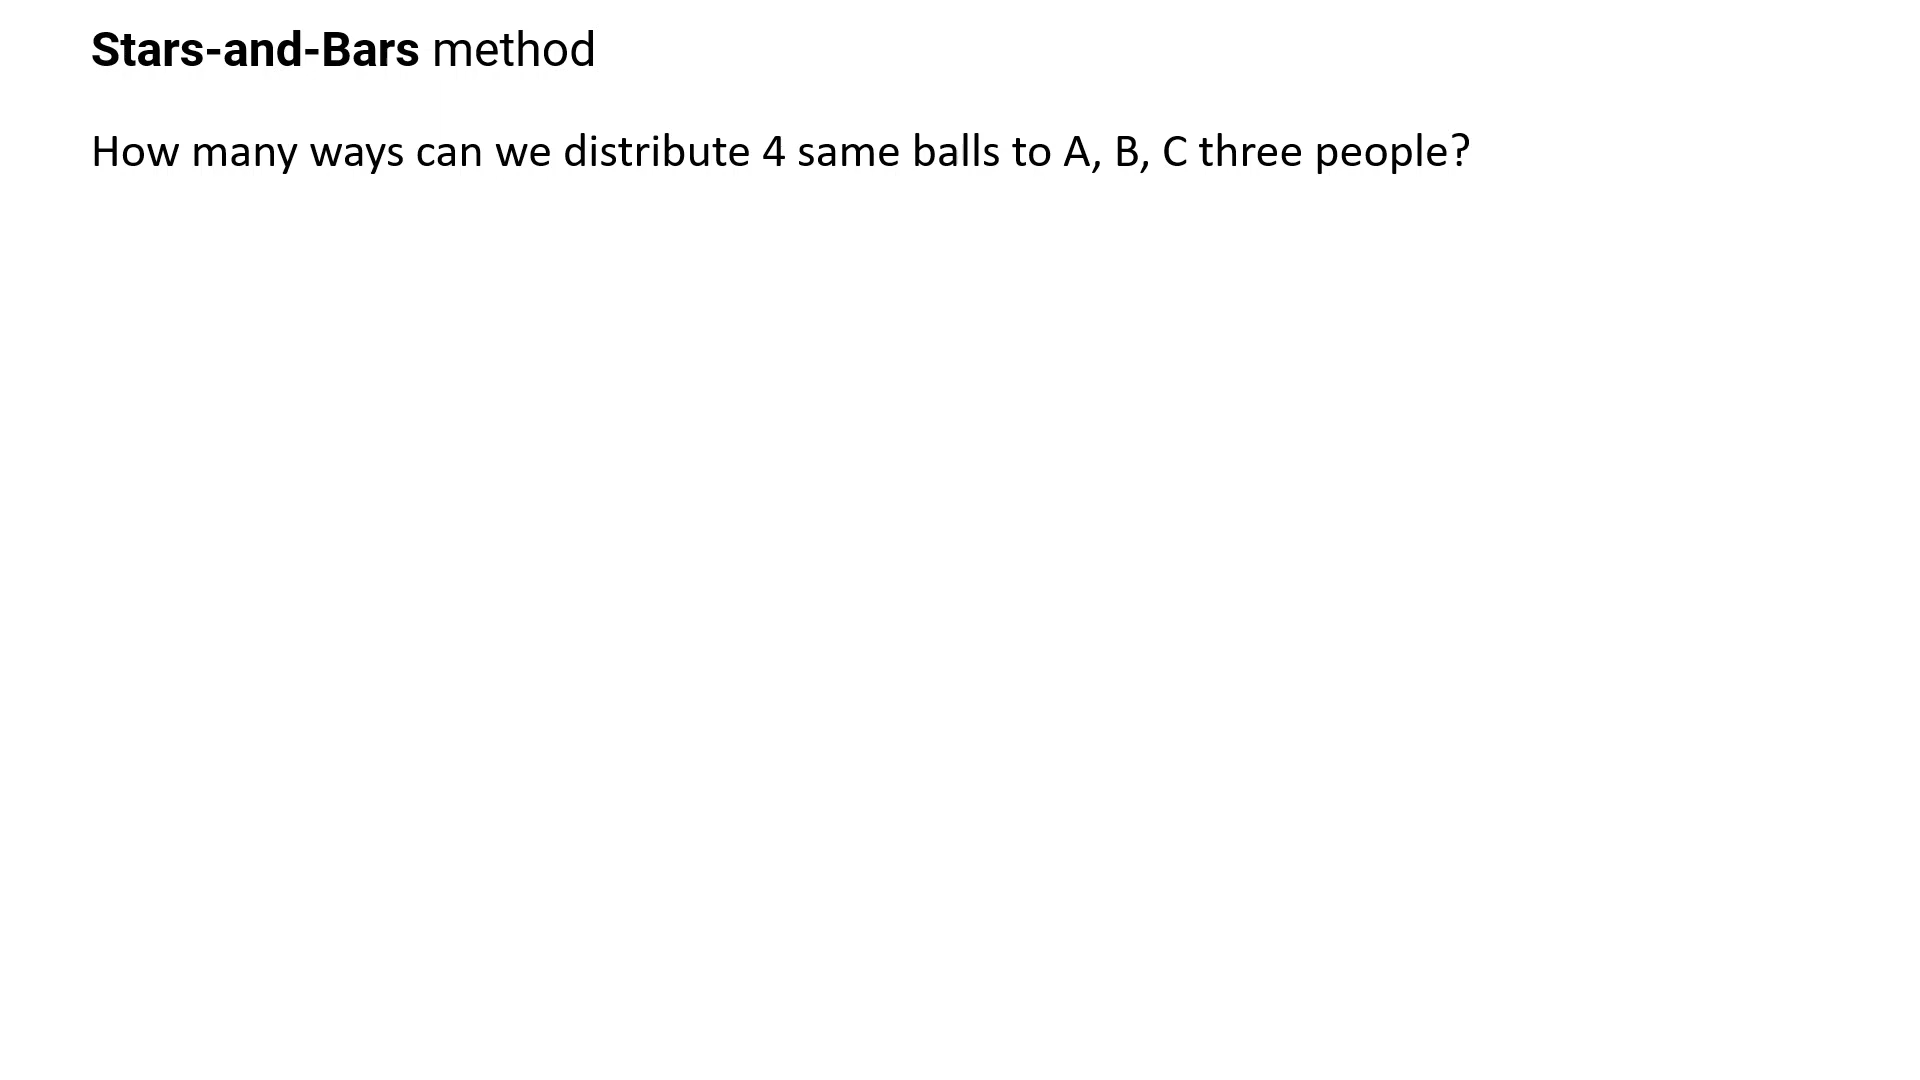 Stars-and-Bars method
How many ways can we distribute 4 same balls to A, B, C three people?